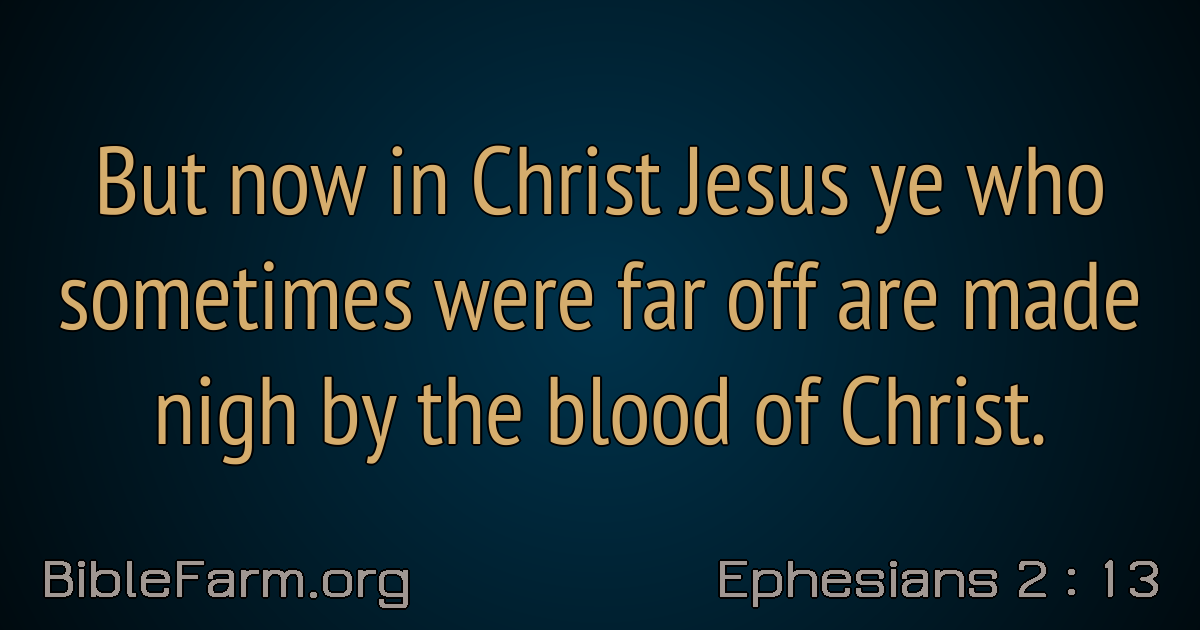 But now in Christ Jesus ye who
sometimes were far off are made
nigh by the blood of Christ.
BibleFarm.org
Ephesians 2 : 13